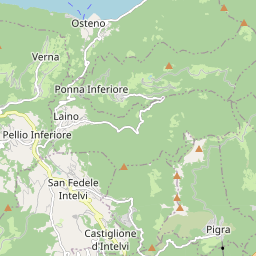 Osteno
Verna
Ponna Inferiore
Laino
Pellio Inferiore
San Fedele
Intelvi
Castiglione
d'Intelvi
Pigra